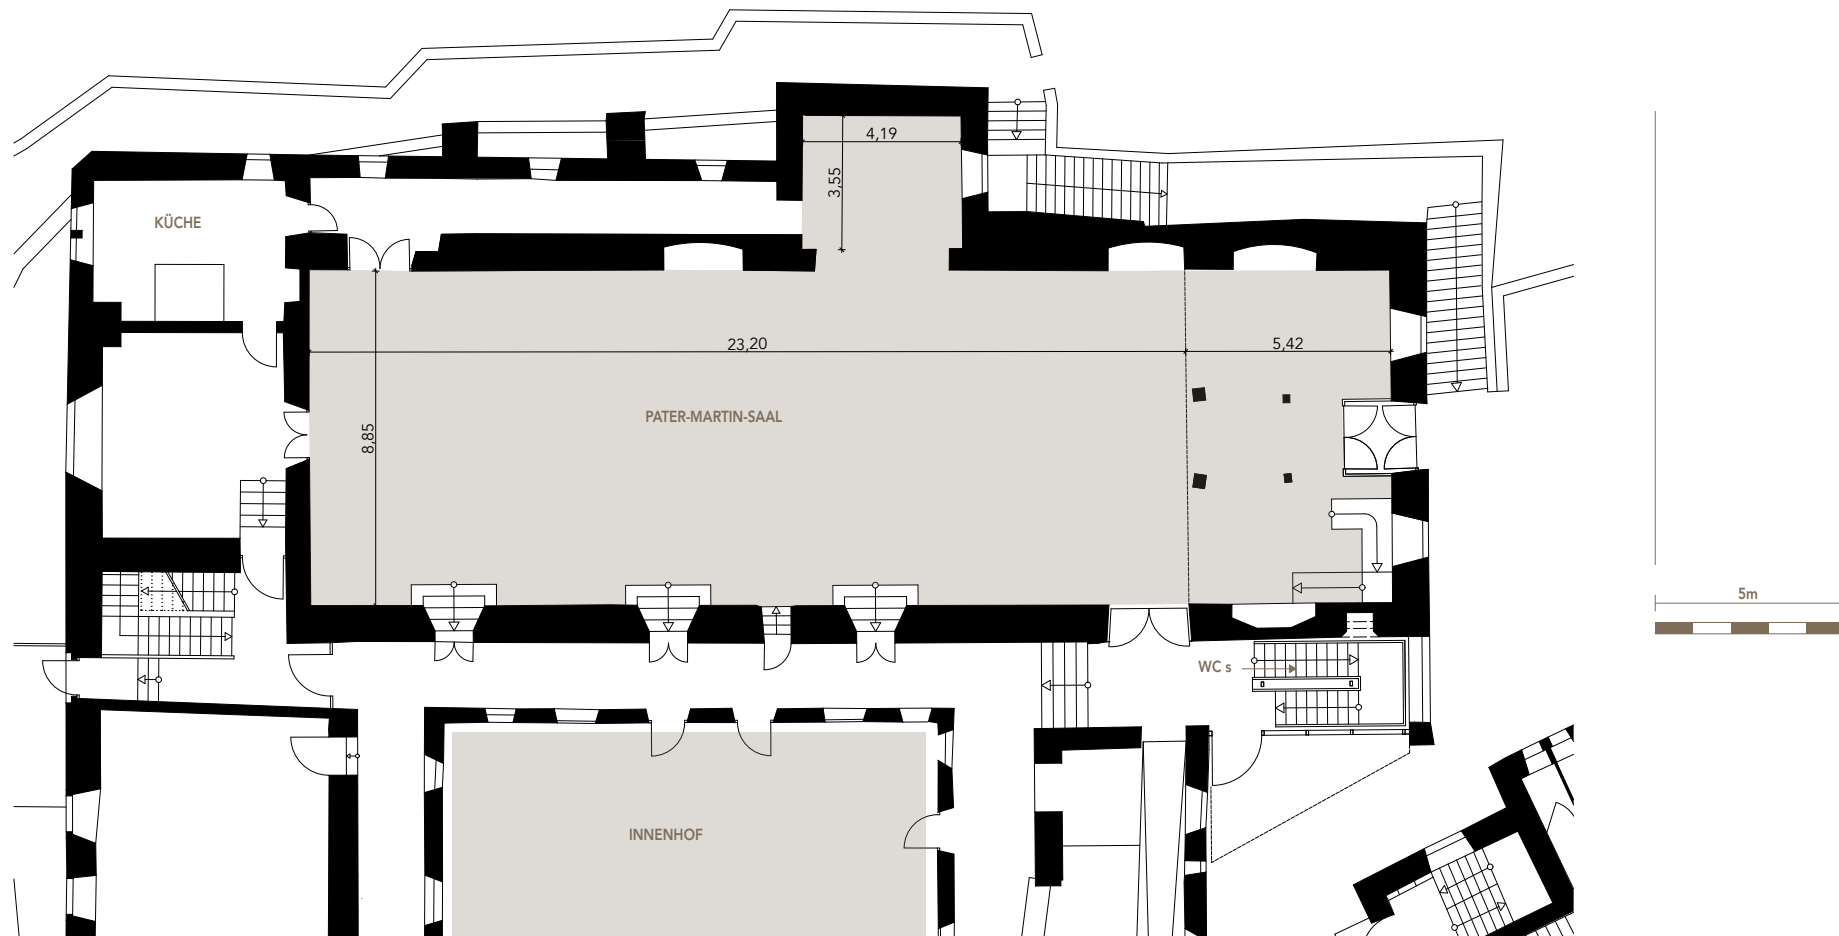 4,19
3,55
KÜCHE
23,20
5,42
PATER-MARTIN-SAAL
8,85
5m
WC s
INNENHOF